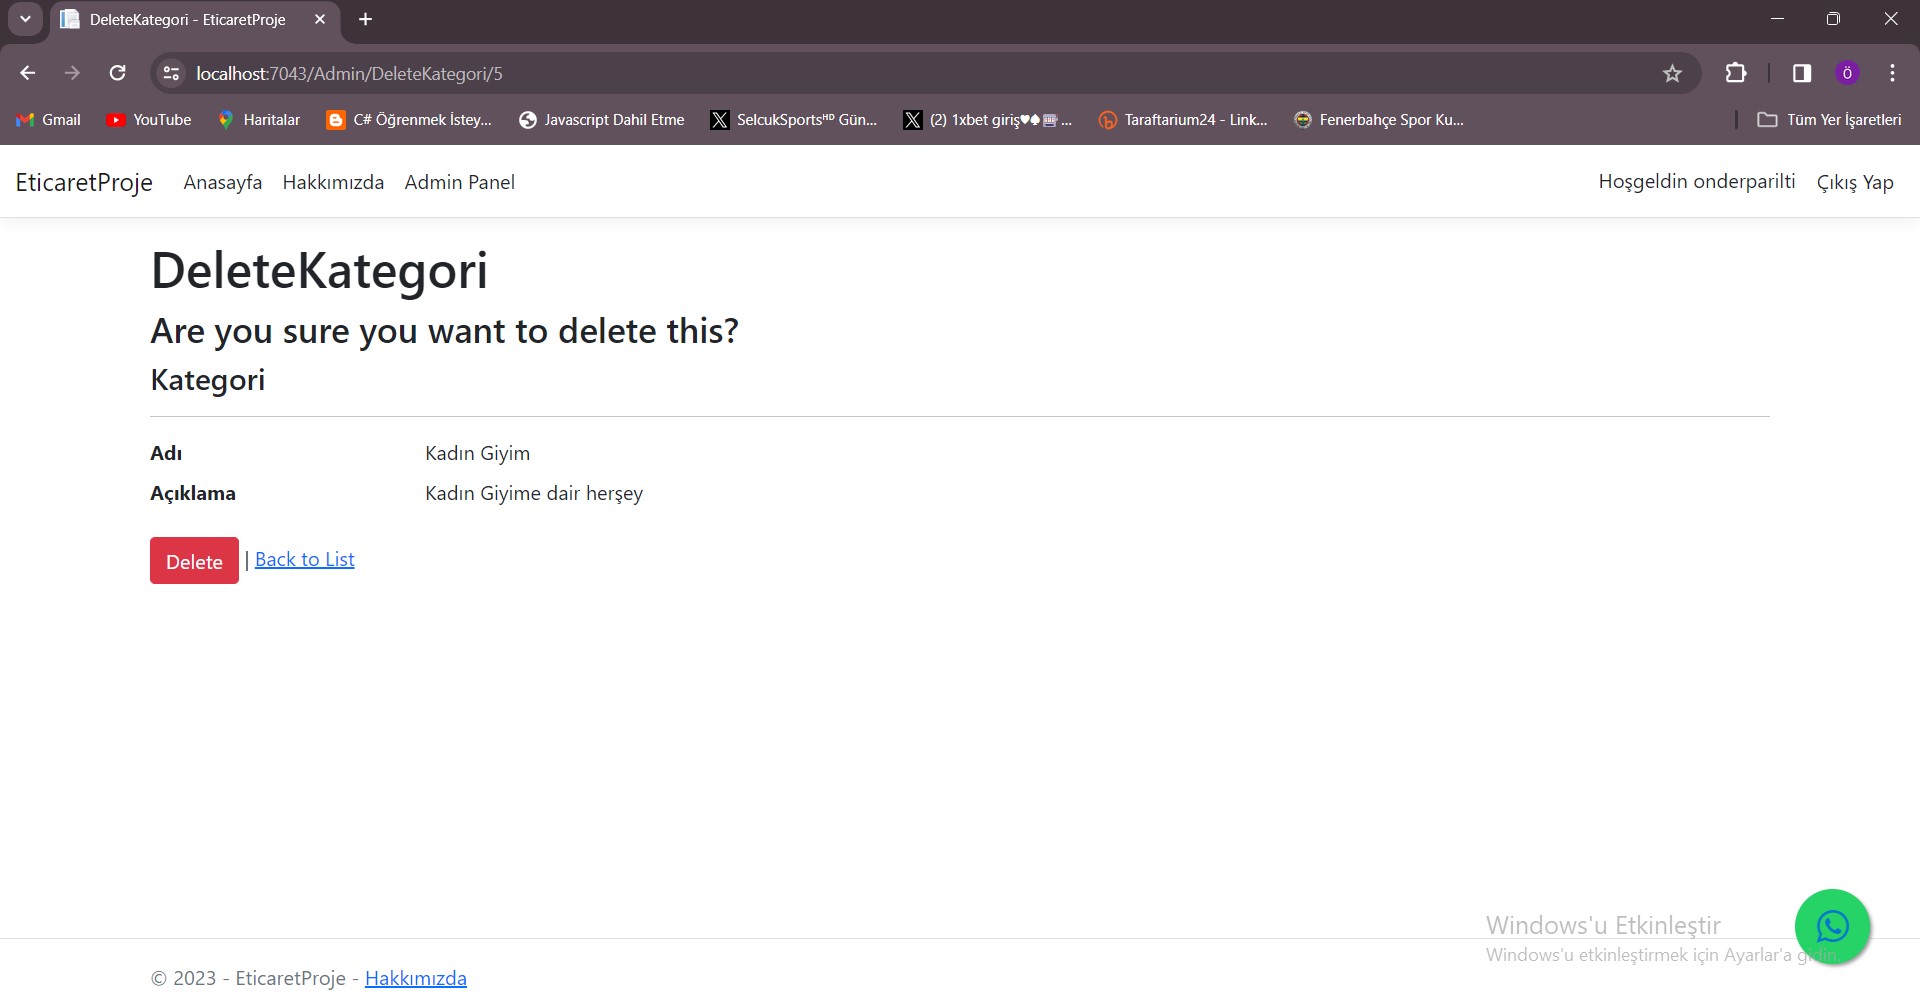 DeleteKategori - EticaretProje
localhost:7043/Admin/DeleteKategori/5
Ö
Gmail YouTube Haritalar C# Öğrenmek İstey... Javascript Dahil Etme SelcukSportsᴴᴰ Gün... (2) 1xbet giriş♥♠🎰... Taraftarium24 - Link... Fenerbahçe Spor Ku... Tüm Yer İşaretleri
EticaretProje Anasayfa Hakkımızda Admin Panel Hoşgeldin onderparilti Çıkış Yap
DeleteKategori
Are you sure you want to delete this?
Kategori
Adı Kadın Giyim
Açıklama Kadın Giyime dair herşey
Delete | Back to List
Windows'u Etkinleştir
Windows'u etkinleştirmek için Ayarlar'a gidin.
© 2023 - EticaretProje - Hakkımızda